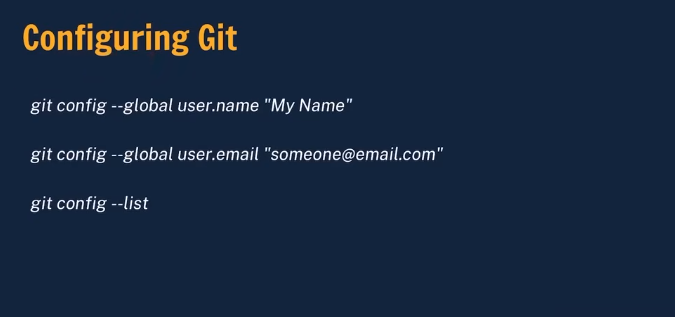 Configuring Git
git config --global user.name "My Name"
git config --global user.email "someone@email.com"
git config --list